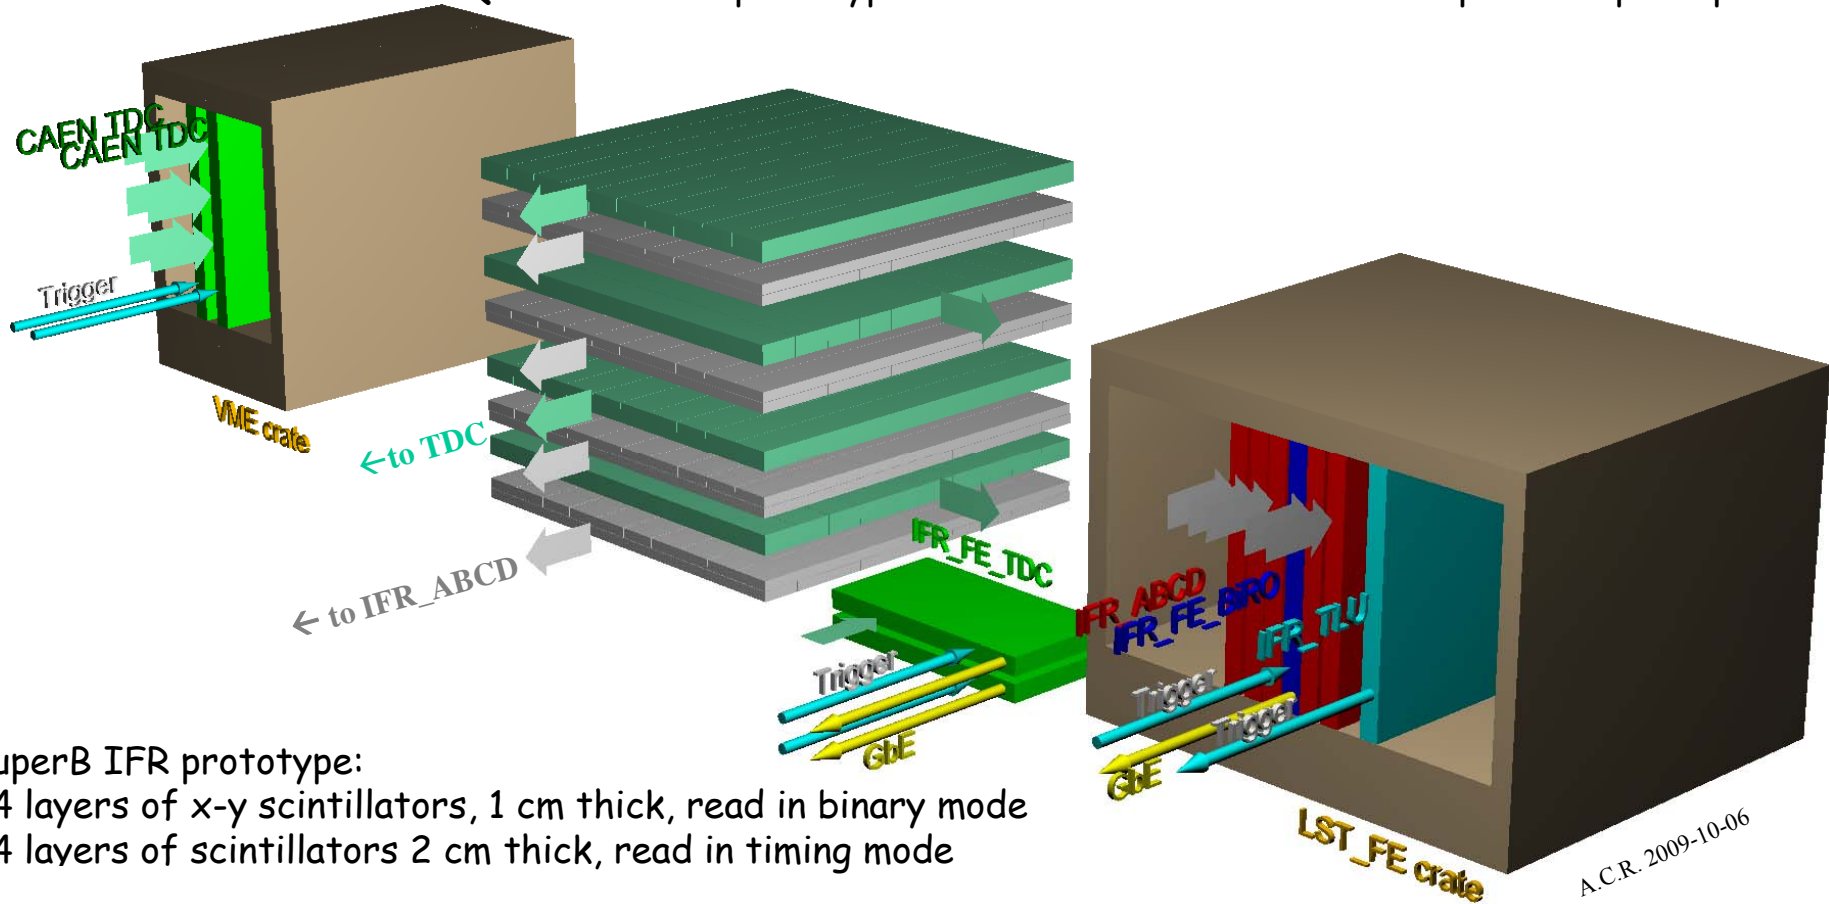 CAEN TDC
CAEN TDC
Trigger
VME crate
←to TDC
← to IFR_ABCD
IFR_FE_TDC
Trigger
GbE
IFR_ABCD
IFR_FE_BiRO
IFR_TLU
Trigger
Trigger
GbE
LST_FE crate
A.C.R. 2009-10-06
uperB IFR prototype:
4 layers of x-y scintillators, 1 cm thick, read in binary mode
4 layers of scintillators 2 cm thick, read in timing mode